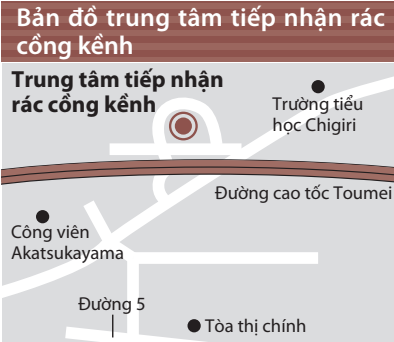 Bản đồ trung tâm tiếp nhận rác
cồng kềnh
Trung tâm tiếp nhận
rác cồng kềnh
Trường tiểu
học Chigiri
Đường cao tốc Toumei
Công viên
Akatsukayama
Đường 5
Tòa thị chính